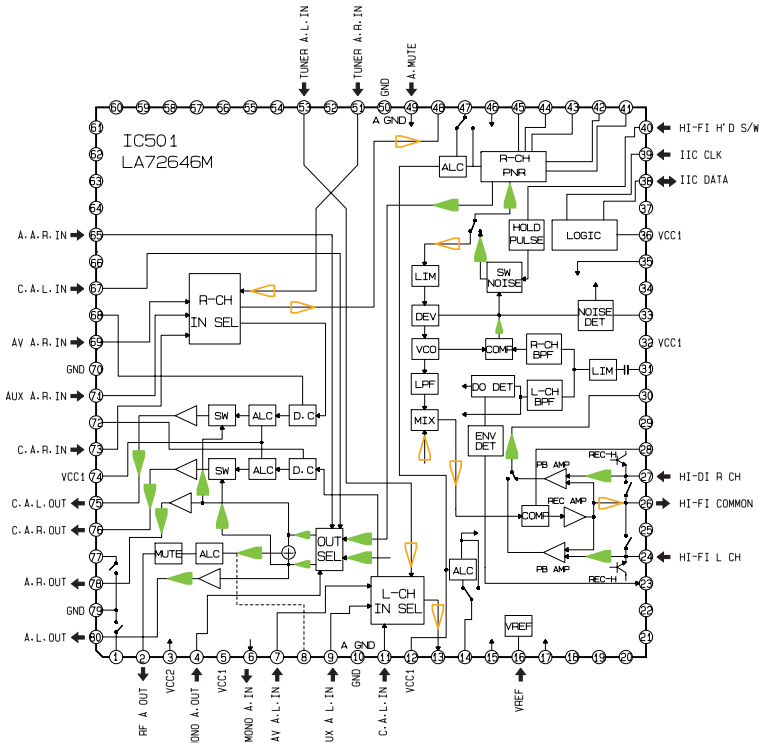 TUNER A.L.IN
TUNER A.R.IN
GND
A.MUTE
60 59 58 57 56 55 54 53 52 51 50 49 48 47 46 45 44 43 42 41
A GND
IC501
LA72646M
61
62
63
64
A.A.R.IN 65
66
C.A.L.IN 67
68
AV A.R.IN 69
GND 70
AUX A.R.IN 71
72
C.A.R.IN 73
VCC1 74
C.A.L.OUT 75
C.A.R.OUT 76
77
A.R.OUT 78
GND 79
A.L.OUT 80
R-CH
IN SEL
SW ALC D.C
SW ALC D.C
MUTE ALC
OUT
SEL
L-CH
IN SEL
A GND
ALC
R-CH
PNR
HOLD
PULSE
LOGIC
LIM
SW
NOISE
DEV
NOISE
DET
VCO
COMP
R-CH
BPF
LIM
LPF
DO DET
L-CH
BPF
MIX
ENV
DET
REC-H
PB AMP
REC AMP
COMP
PB AMP
REC-H
ALC
VREF
40 HI-FI H'D S/W
39 IIC CLK
38 IIC DATA
37
36 VCC1
35
34
33
32 VCC1
31
30
29
28
27 HI-DI R CH
26 HI-FI COMMON
25
24 HI-FI L CH
23
22
21
1 2 3 4 5 6 7 8 9 10 11 12 13 14 15 16 17 18 19 20
RF A OUT
VCC2
ONO A.OUT
VCC1
MONO A.IN
AV A.L.IN
UX A.L.IN
GND
C.A.L.IN
VCC1
VREF